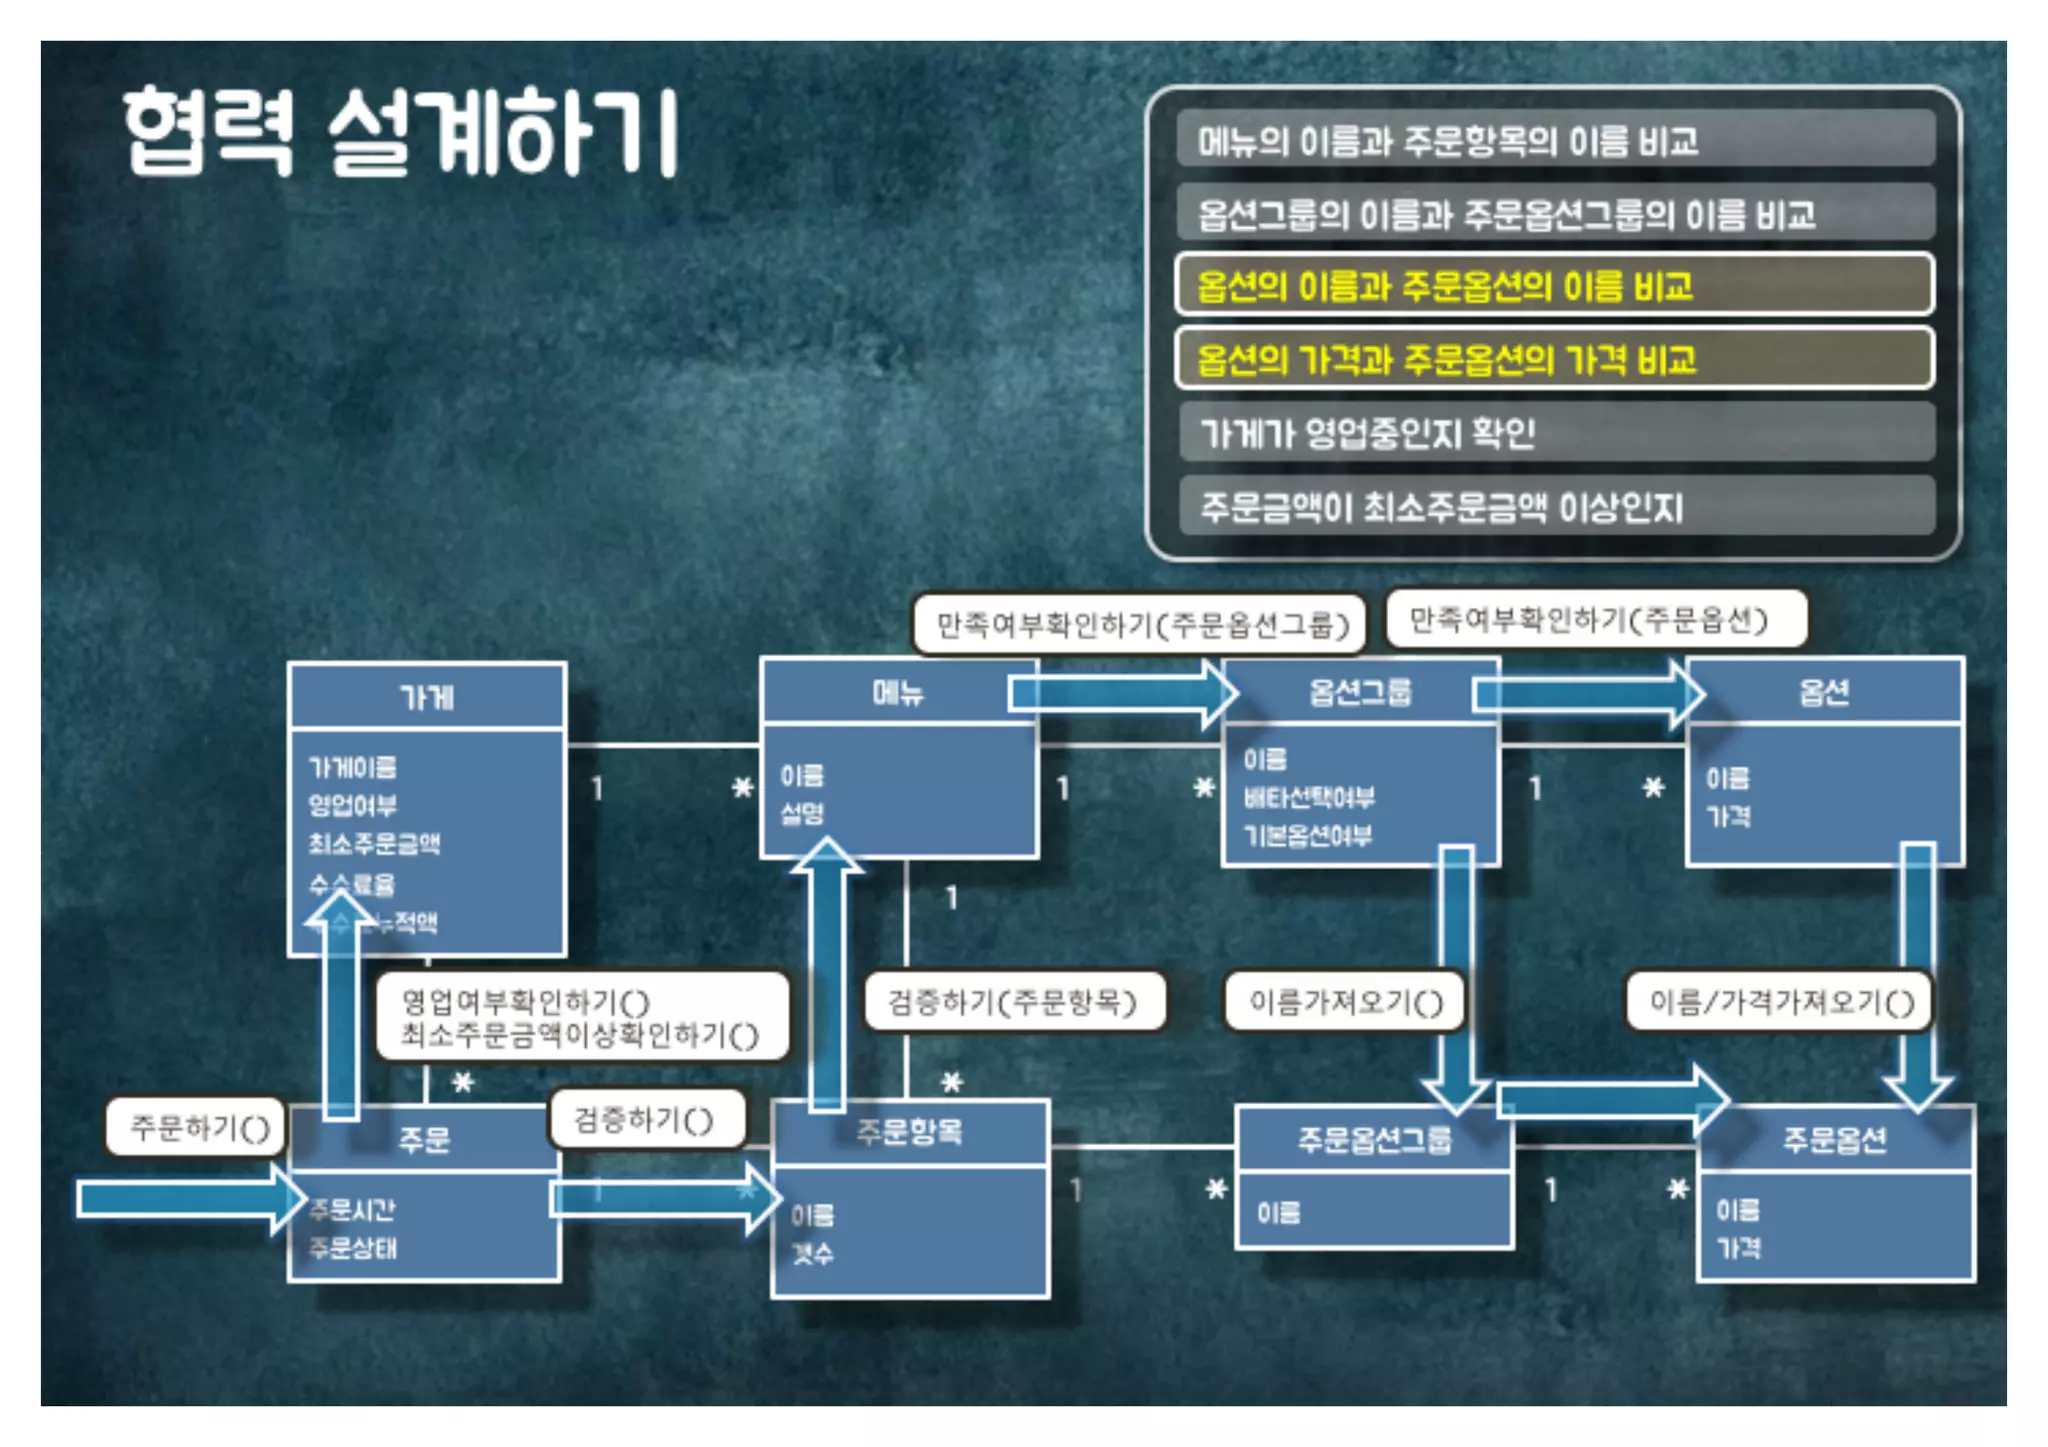 협력 설계하기
메뉴의 이름과 주문항목의 이름 비교
옵션그룹의 이름과 주문옵션그룹의 이름 비교
옵션의 이름과 주문옵션의 이름 비교
옵션의 가격과 주문옵션의 가격 비교
가게가 영업중인지 확인
주문금액이 최소주문금액 이상인지
만족여부확인하기(주문옵션그룹)
만족여부확인하기(주문옵션)
가게
가게이름
영업여부
최소주문금액
수수료율
1
*
메뉴
이름
설명
1
*
옵션그룹
이름
배타선택여부
기본옵션여부
1
*
옵션
이름
가격
1
영업여부확인하기()
최소주문금액이상확인하기()
검증하기(주문항목)
이름가져오기()
이름/가격가져오기()
*
*
주문하기()
주문
주문시간
주문상태
검증하기()
1
*
주문항목
이름
갯수
1
*
주문옵션그룹
이름
1
*
주문옵션
이름
가격